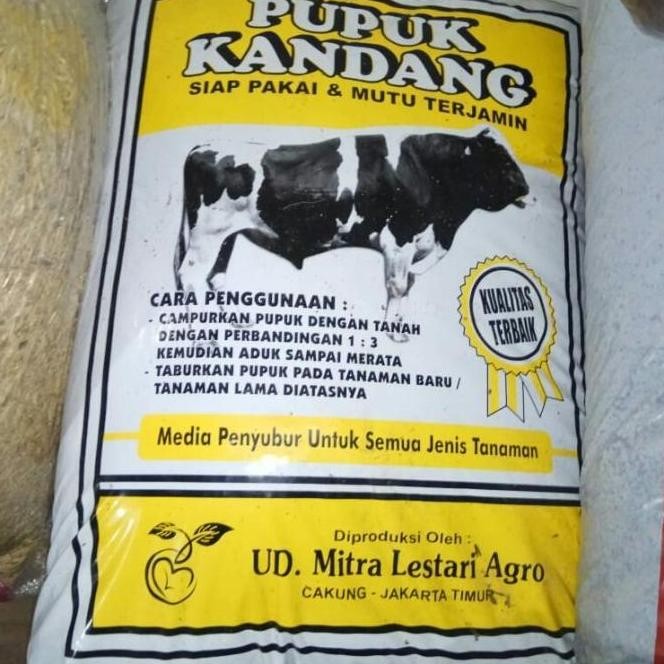 PUPUK
KANDANG
SIAP PAKAI & MUTU TERJAMIN
CARA PENGGUNAAN :
- CAMPURKAN PUPUK DENGAN TANAH
DENGAN PERBANDINGAN 1 : 3
KEMUDIAN ADUK SAMPAI MERATA
- TABURKAN PUPUK PADA TANAMAN BARU /
TANAMAN LAMA DIATASNYA
KUALITAS
TERBAIK
Media Penyubur Untuk Semua Jenis Tanaman
Diproduksi Oleh :
UD. Mitra Lestari Agro
CAKUNG - JAKARTA TIMUR